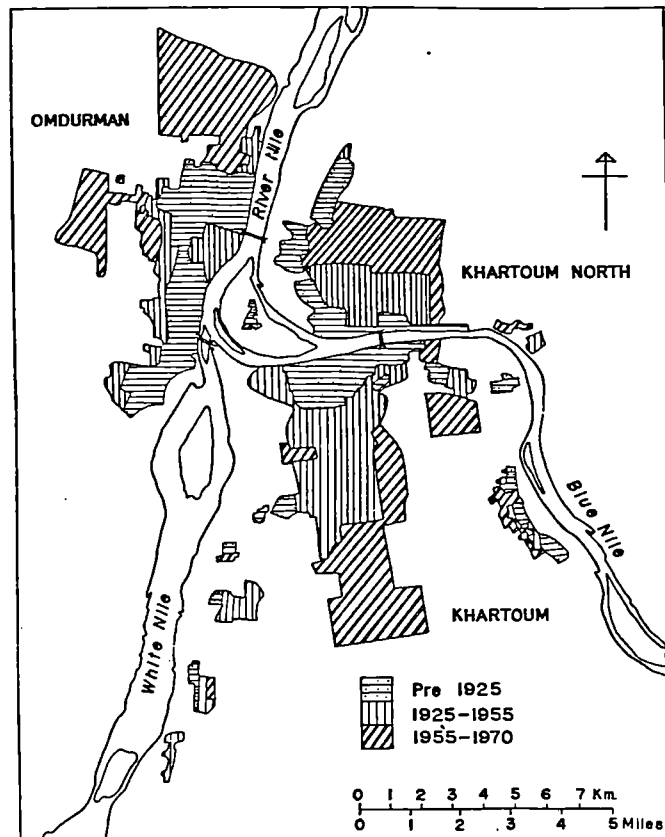 OMDURMAN
River Nile
KHARTOUM NORTH
Blue Nile
White Nile
KHARTOUM
Pre 1925
1925-1955
1955-1970
0 1 2 3 4 5 6 7 Km.
0 1 2 3 4 5 Miles